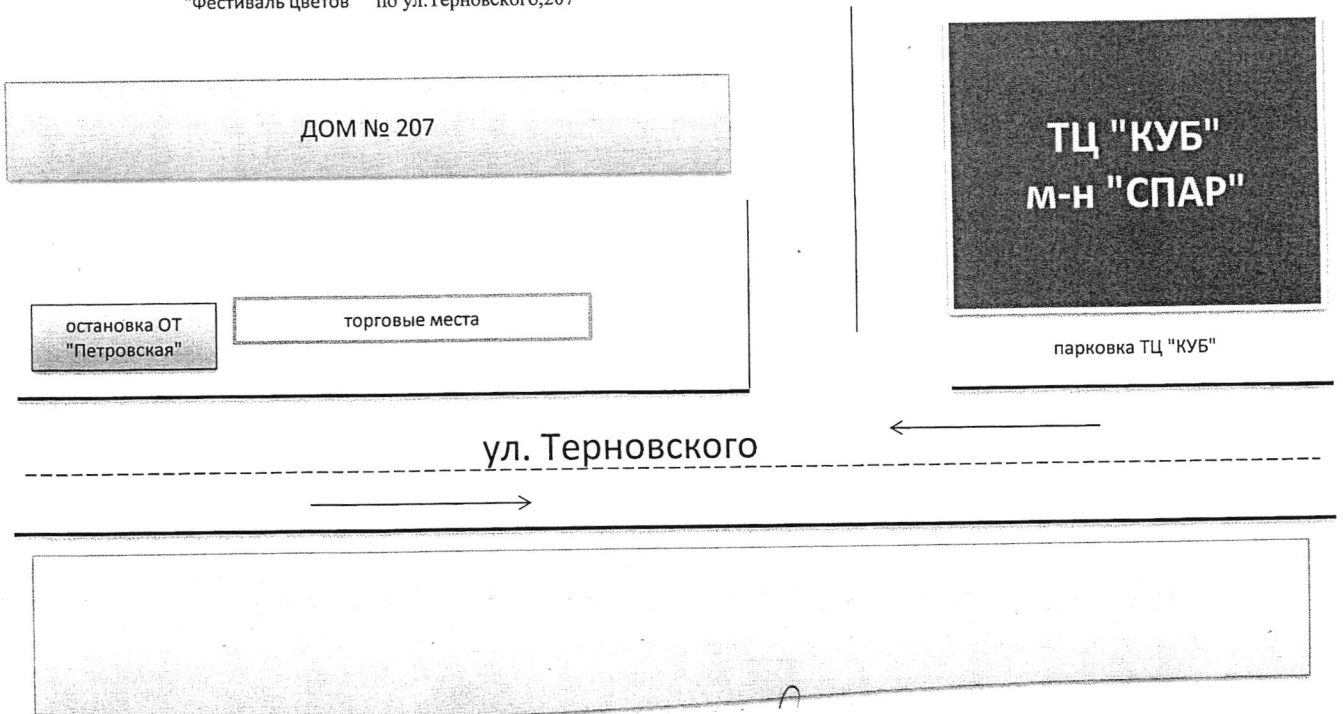 "Фестиваль цветов" по ул.Терновского,207
ДОМ № 207
ТЦ "КУБ"
м-н "СПАР"
остановка ОТ
"Петровская"
торговые места
парковка ТЦ "КУБ"
ул. Терновского